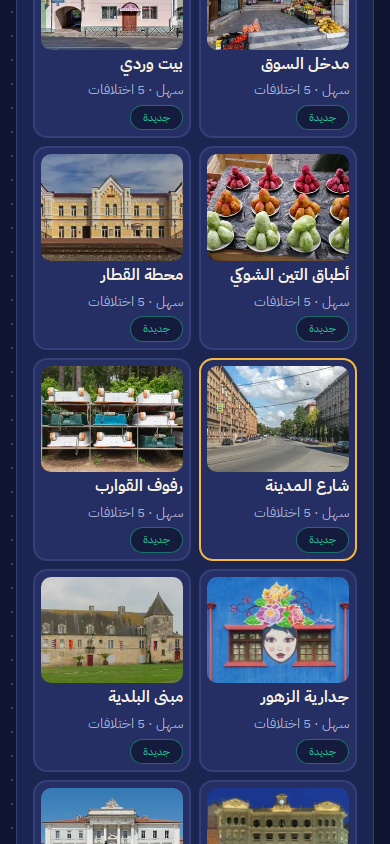 مدخل السوق
سهل · 5 اختلافات
جديدة
بيت وردي
سهل · 5 اختلافات
جديدة
أطباق التين الشوكي
سهل · 5 اختلافات
جديدة
محطة القطار
سهل · 5 اختلافات
جديدة
شارع المدينة
سهل · 5 اختلافات
جديدة
رفوف القوارب
سهل · 5 اختلافات
جديدة
جدارية الزهور
سهل · 5 اختلافات
جديدة
مبنى البلدية
سهل · 5 اختلافات
جديدة